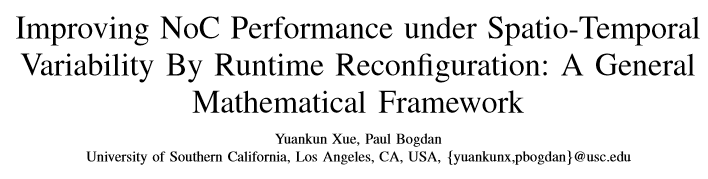 Improving NoC Performance under Spatio-Temporal
Variability By Runtime Reconfiguration: A General
Mathematical Framework
Yuankun Xue, Paul Bogdan
University of Southern California, Los Angeles, CA, USA, {yuankunx,pbogdan}@usc.edu